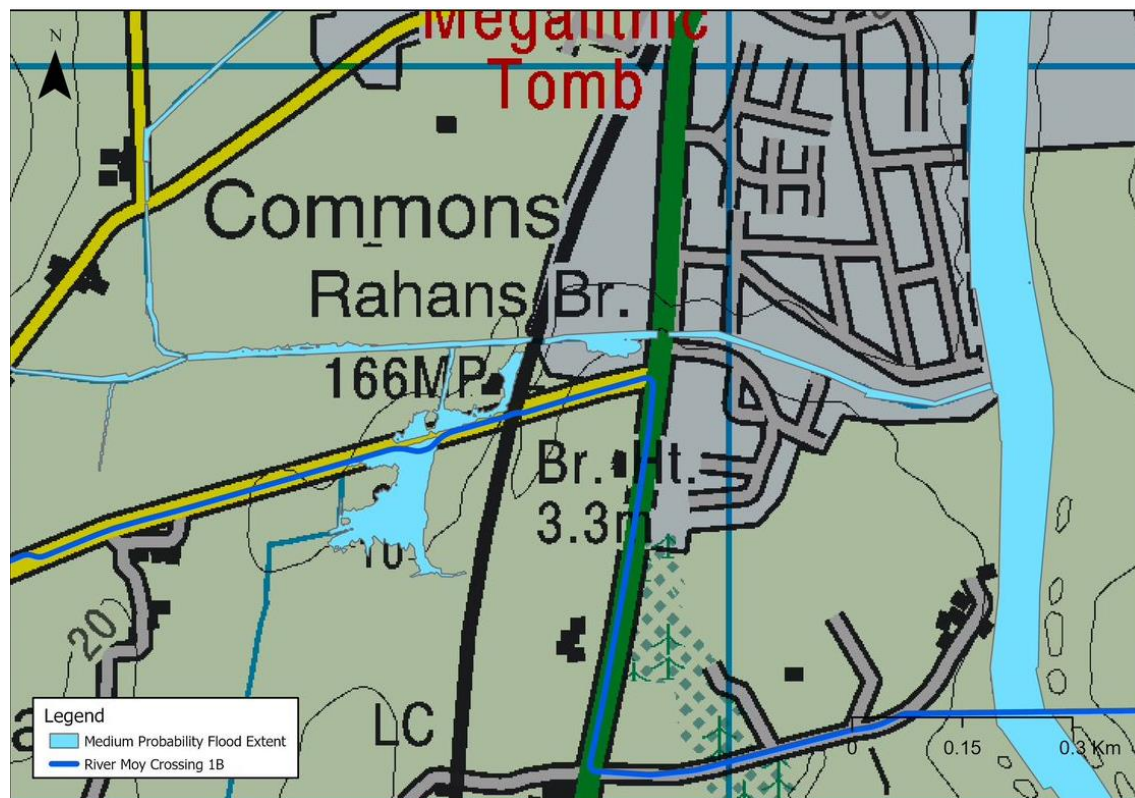 Megalithic
Tomb
N
Commons
Rahans Br.
166MP
Br. Ht.
3.3m
10
20
LC
Legend
Medium Probability Flood Extent
River Moy Crossing 1B
0 0.15 0.3 Km